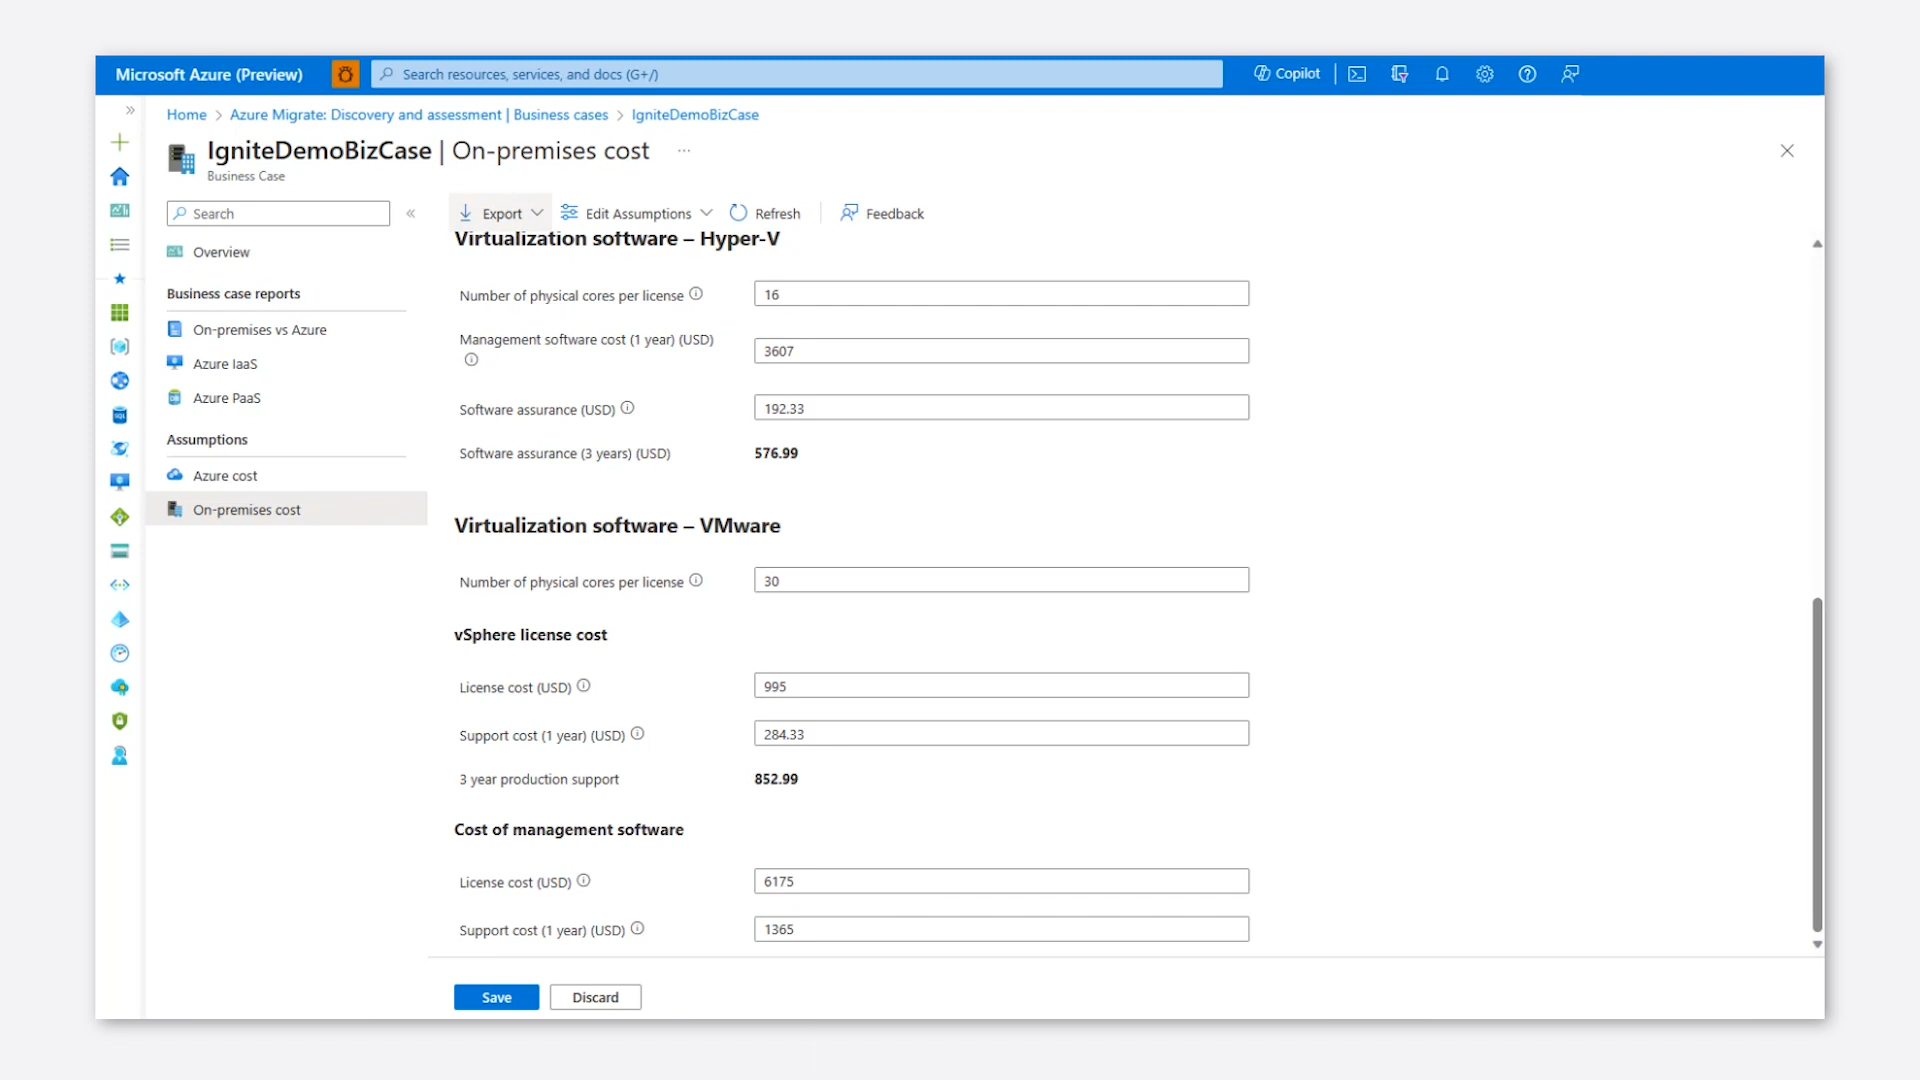 Microsoft Azure (Preview)
Search resources, services, and docs (G+/)
Copilot
Home > Azure Migrate: Discovery and assessment | Business cases > IgniteDemoBizCase
IgniteDemoBizCase | On-premises cost ...
Business Case
Search
Overview
Business case reports
On-premises vs Azure
Azure IaaS
Azure PaaS
Assumptions
Azure cost
On-premises cost
Export
Edit Assumptions
Refresh
Feedback
Virtualization software – Hyper-V
Number of physical cores per license
16
Management software cost (1 year) (USD)
3607
Software assurance (USD)
192.33
Software assurance (3 years) (USD)
576.99
Virtualization software – VMware
Number of physical cores per license
30
vSphere license cost
License cost (USD)
995
Support cost (1 year) (USD)
284.33
3 year production support
852.99
Cost of management software
License cost (USD)
6175
Support cost (1 year) (USD)
1365
Save
Discard